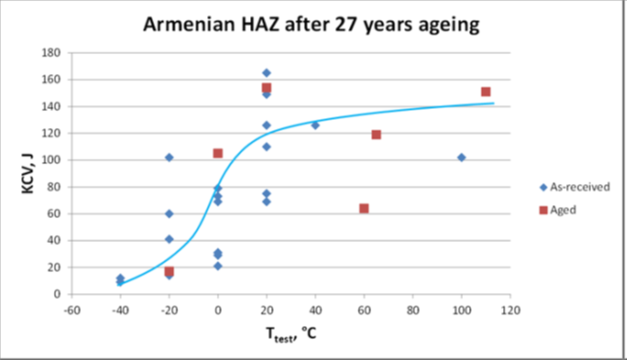 Armenian HAZ after 27 years ageing
180
160
140
120
100
80
60
40
20
0
KCV, J
-60 -40 -20 0 20 40 60 80 100 120
Ttest, °C
As-received
Aged